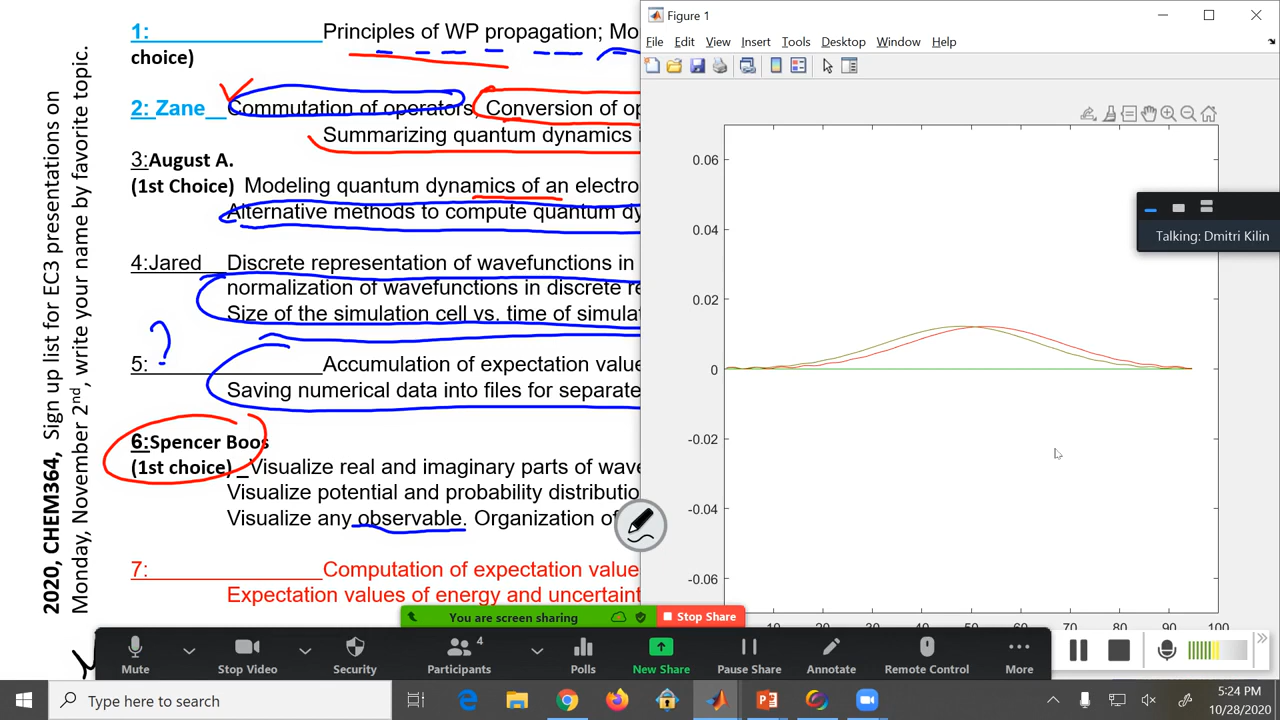 2020, CHEM364, Sign up list for EC3 presentations on
Monday, November 2nd, write your name by favorite topic.
1: Principles of WP propagation; Mo
choice)
2: Zane Commutation of operators, Conversion of op
Summarizing quantum dynamics i
3:August A.
(1st Choice) Modeling quantum dynamics of an electro
Alternative methods to compute quantum dy
4:Jared Discrete representation of wavefunctions in
normalization of wavefunctions in discrete re
Size of the simulation cell vs. time of simulat
?
5: Accumulation of expectation value
Saving numerical data into files for separate
6:Spencer Boos
(1st choice) Visualize real and imaginary parts of wave
Visualize potential and probability distributio
Visualize any observable. Organization of
7: Computation of expectation value
Expectation values of energy and uncertaint
Figure 1
File Edit View Insert Tools Desktop Window Help
0.06
0.04
0.02
0
-0.02
-0.04
-0.06
10 20 30 40 50 60 70 80 90 100
Talking: Dmitri Kilin
You are screen sharing Stop Share
4
Mute Stop Video Security Participants Polls New Share Pause Share Annotate Remote Control More
Type here to search
5:24 PM
10/28/2020